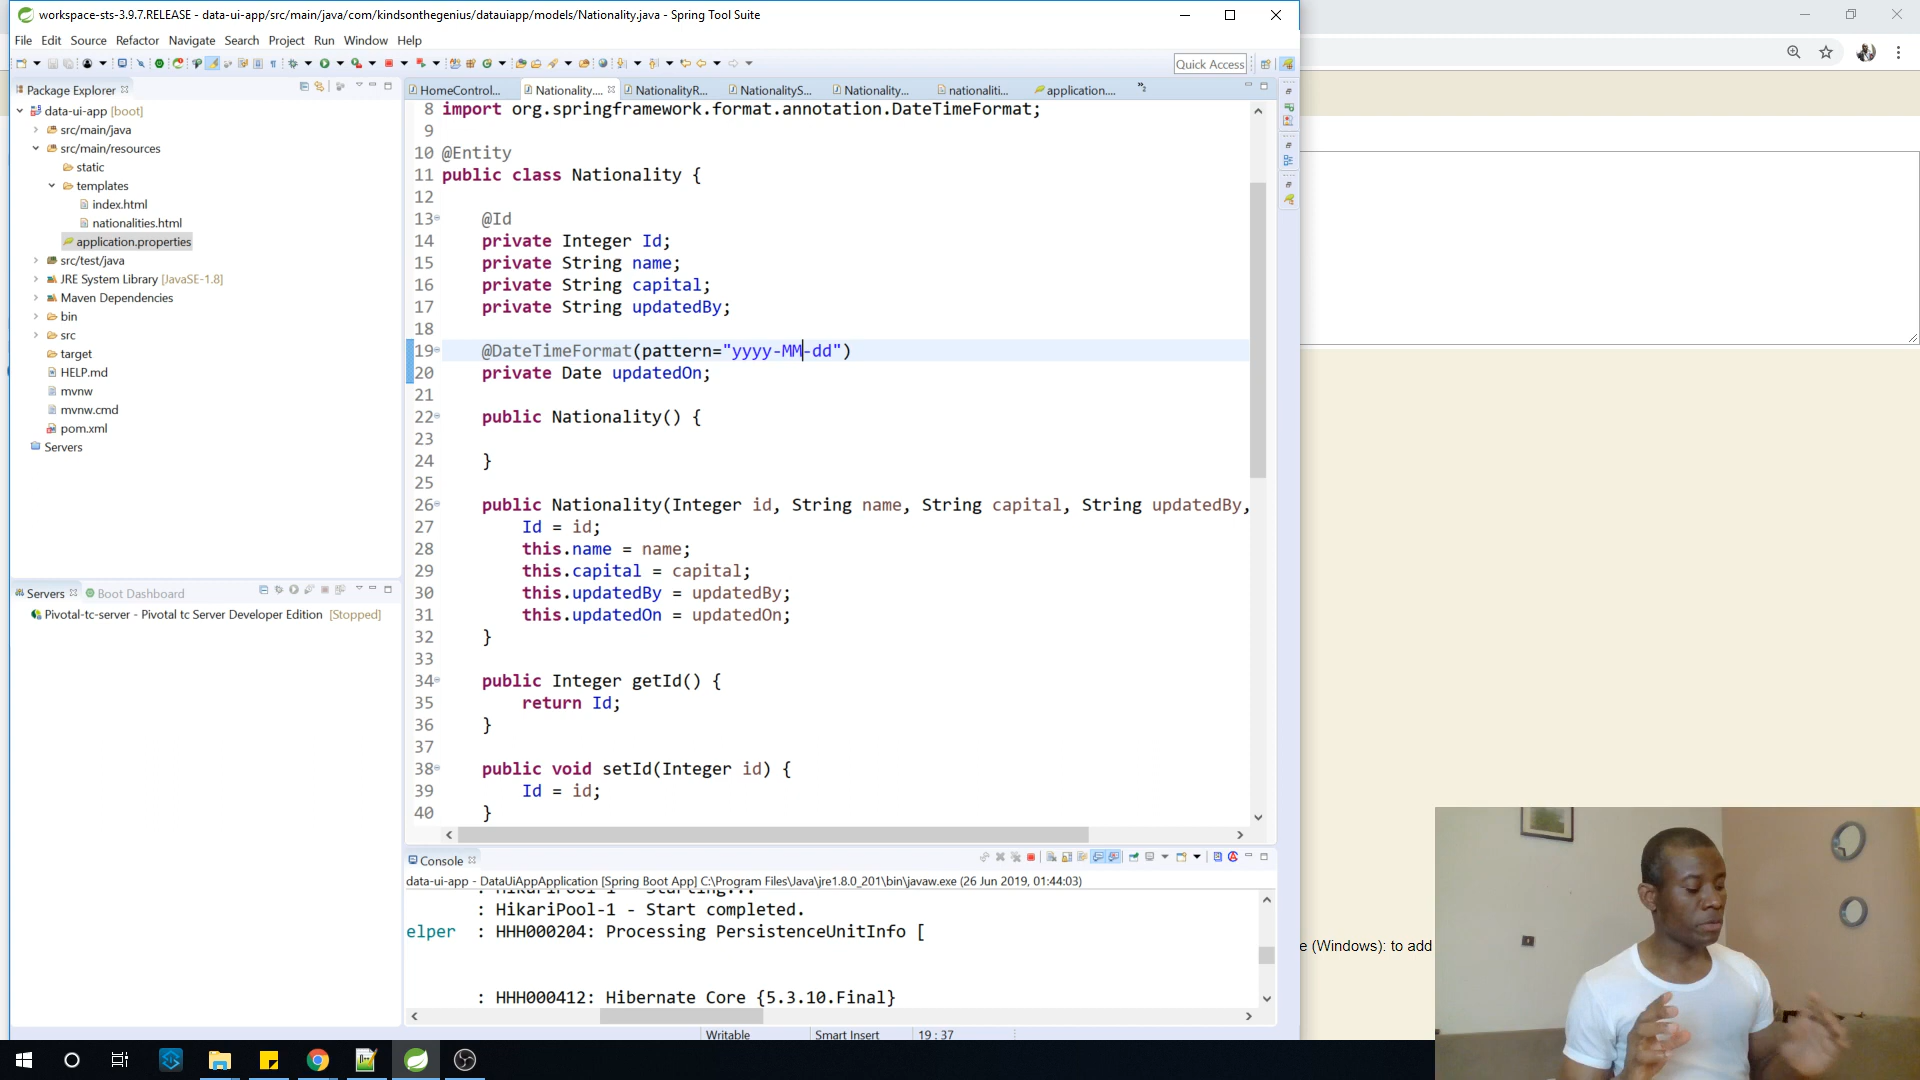 workspace-sts-3.9.7.RELEASE - data-ui-app/src/main/java/com/kindsonthegenius/datauiapp/models/Nationality.java - Spring Tool Suite
File Edit Source Refactor Navigate Search Project Run Window Help
Quick Access
Package Explorer
data-ui-app [boot]
src/main/java
src/main/resources
static
templates
index.html
nationalities.html
application.properties
src/test/java
JRE System Library [JavaSE-1.8]
Maven Dependencies
bin
src
target
HELP.md
mvnw
mvnw.cmd
pom.xml
Servers
Servers Boot Dashboard
Pivotal-tc-server - Pivotal tc Server Developer Edition [Stopped]
HomeControl... Nationality.... NationalityR... NationalityS... Nationality... nationaliti... application....
8 import org.springframework.format.annotation.DateTimeFormat;
9
10 @Entity
11 public class Nationality {
12
13 @Id
14 private Integer Id;
15 private String name;
16 private String capital;
17 private String updatedBy;
18
19 @DateTimeFormat(pattern="yyyy-MM-dd")
20 private Date updatedOn;
21
22 public Nationality() {
23
24 }
25
26 public Nationality(Integer id, String name, String capital, String updatedBy,
27 Id = id;
28 this.name = name;
29 this.capital = capital;
30 this.updatedBy = updatedBy;
31 this.updatedOn = updatedOn;
32 }
33
34 public Integer getId() {
35 return Id;
36 }
37
38 public void setId(Integer id) {
39 Id = id;
40 }
Console
data-ui-app - DataUiAppApplication [Spring Boot App] C:\Program Files\Java\jre1.8.0_201\bin\javaw.exe (26 Jun 2019, 01:44:03)
: HikariPool-1 - Starting...
: HikariPool-1 - Start completed.
elper : HHH000204: Processing PersistenceUnitInfo [
: HHH000412: Hibernate Core {5.3.10.Final}
Writable Smart Insert 19 : 37
e (Windows): to add